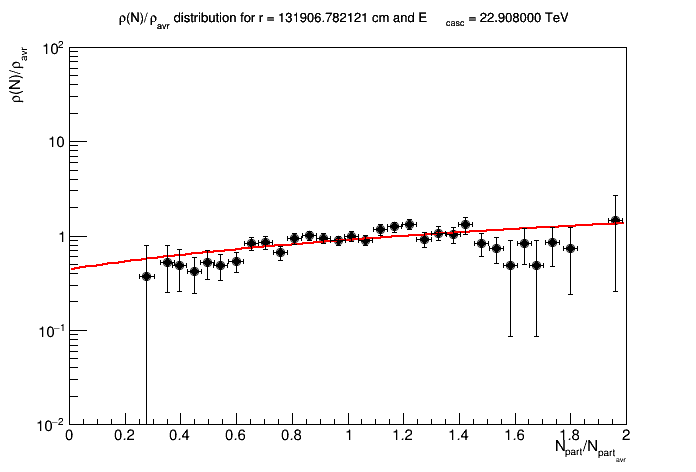 ρ(N)/ρavr distribution for r = 131906.782121 cm and E casc = 22.908000 TeV
ρ(N)/ρavr
10²
10
1
10⁻¹
10⁻²
0 0.2 0.4 0.6 0.8 1 1.2 1.4 1.6 1.8 2
Npart/Npartavr